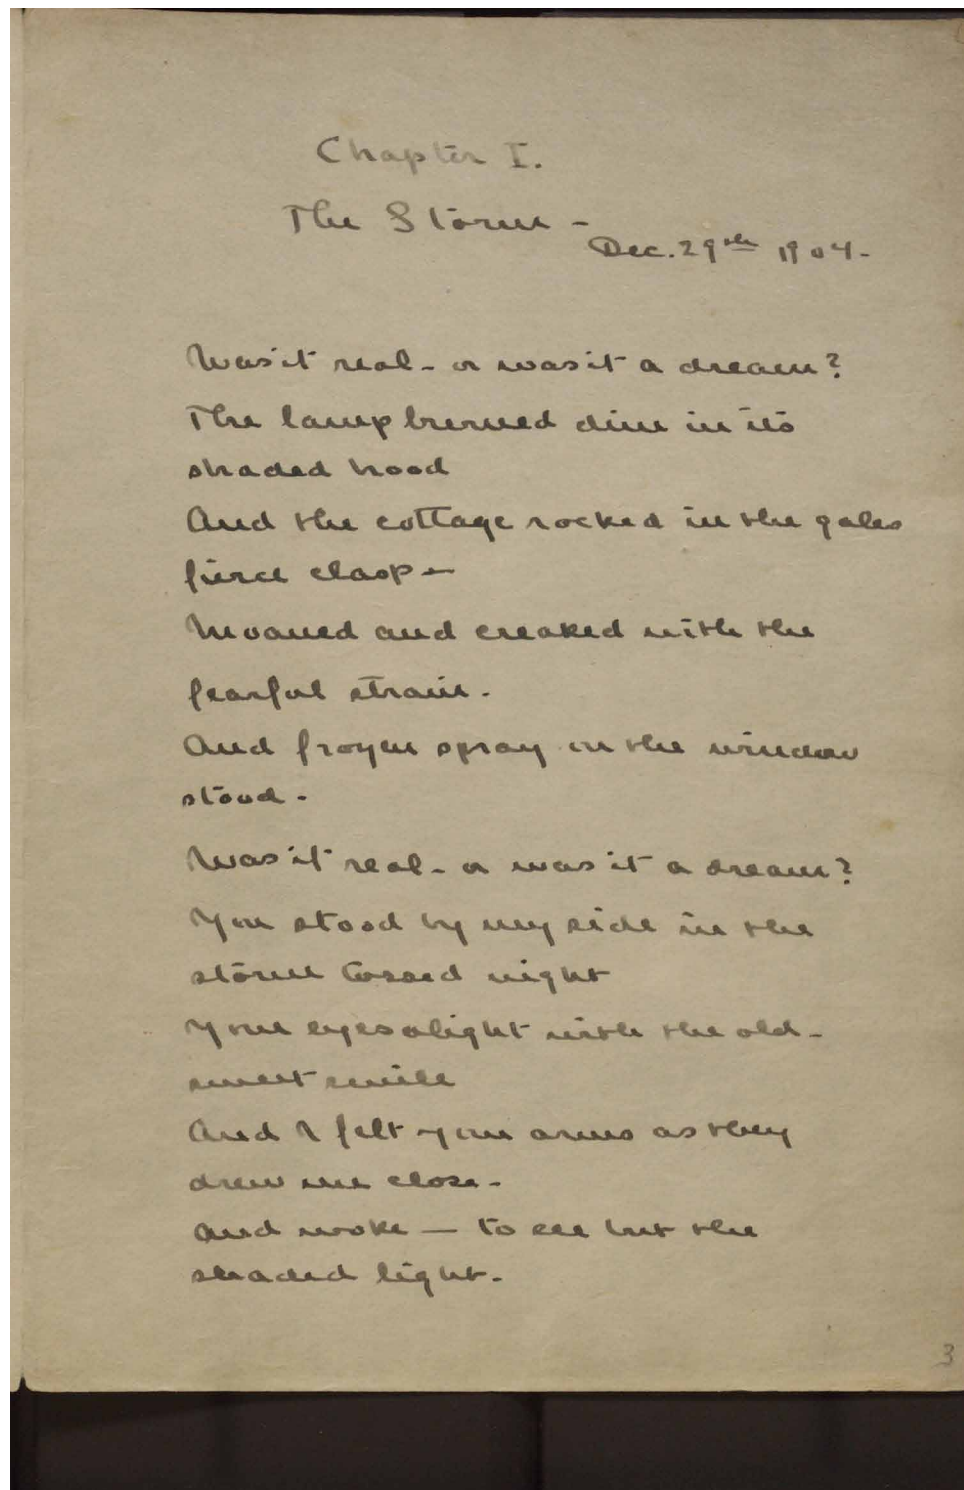 Chapter I.
The Storm -
Dec. 29th 1904 -
Was it real - or was it a dream?
The lamp burned dim in its
shaded hood
And the cottage rocked in the gales
fierce clasp -
Moaned and creaked with the
fearful strain.
And frozen spray on the window
stood -
Was it real - or was it a dream?
You stood by my side in the
storm tossed night
Your eyes alight with the old -
sweet smile
And I felt your arms as they
drew me close -
And woke — to see but the
shaded light.
3